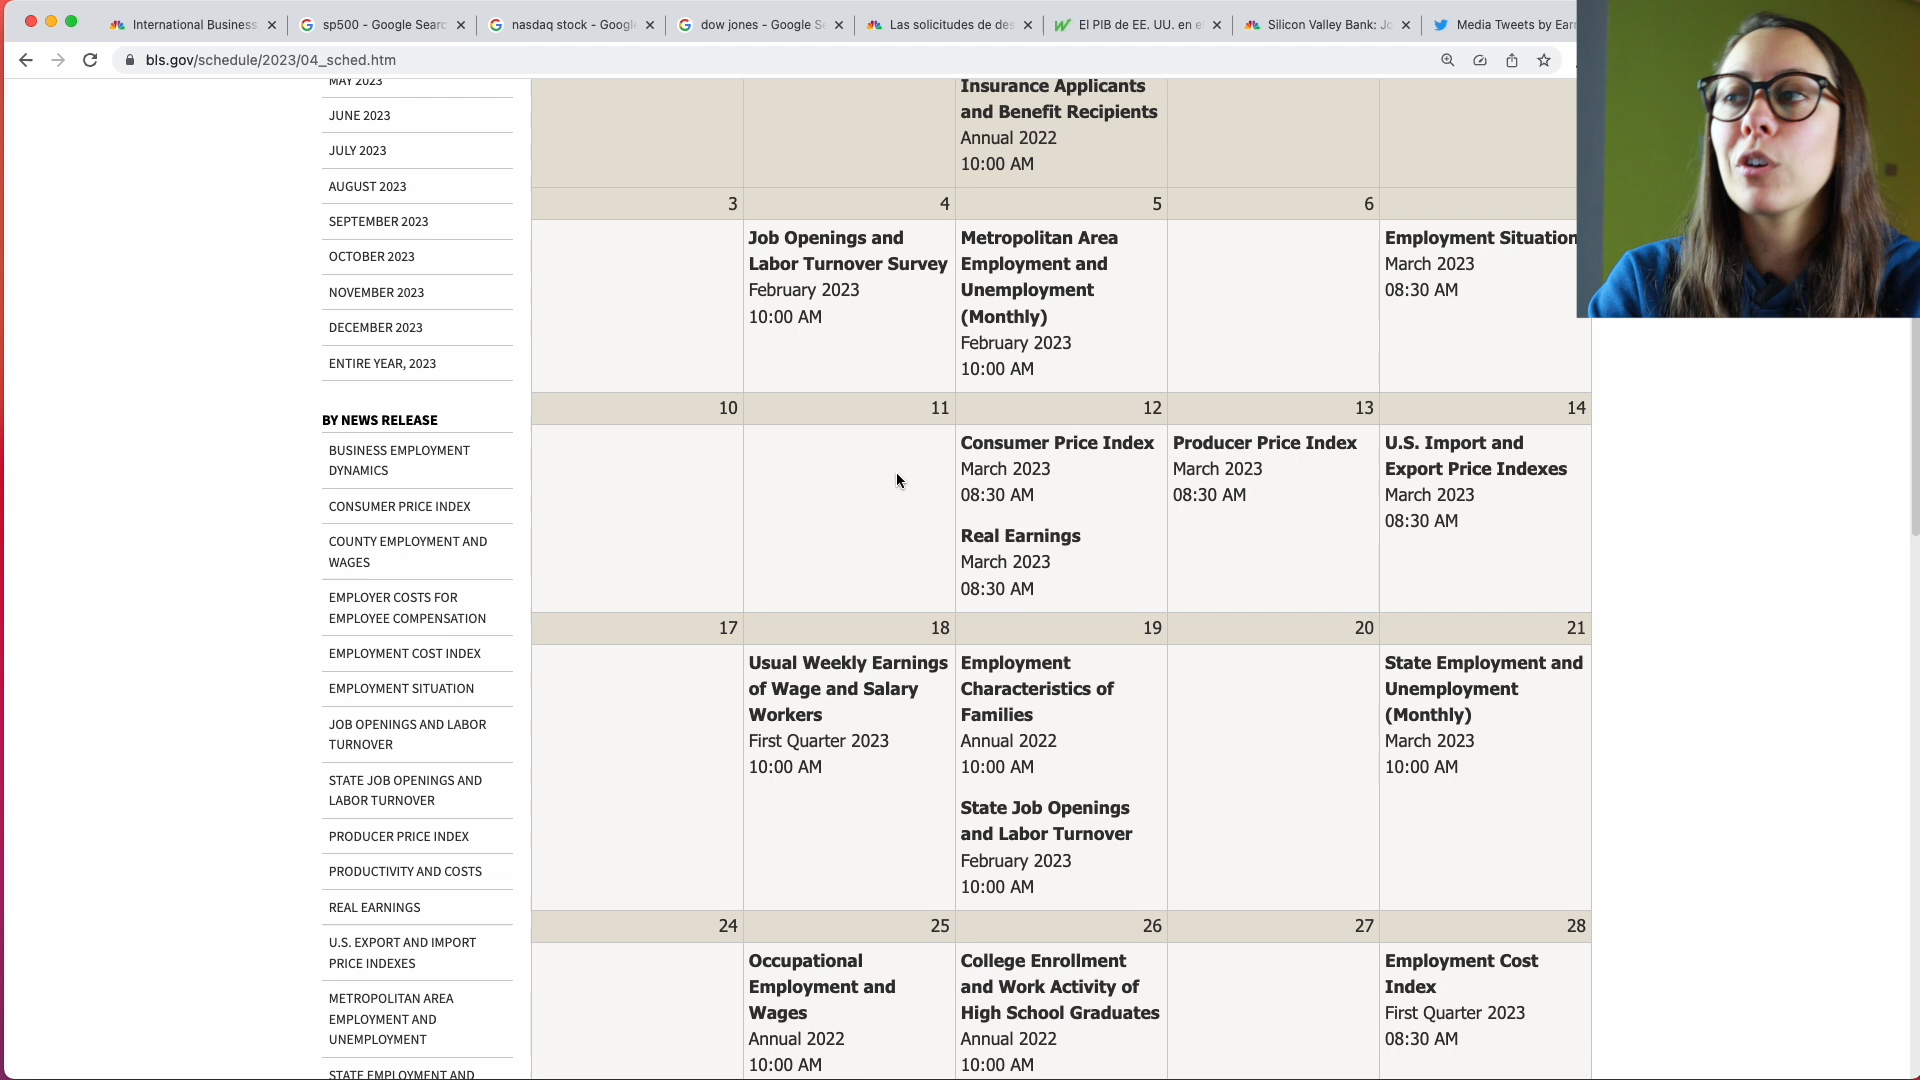 International Business
sp500 - Google Searc
nasdaq stock - Googl
dow jones - Google Se
Las solicitudes de des
El PIB de EE. UU. en e
Silicon Valley Bank: Jo
Media Tweets by Ear
bls.gov/schedule/2023/04_sched.htm
MAY 2023
JUNE 2023
JULY 2023
AUGUST 2023
SEPTEMBER 2023
OCTOBER 2023
NOVEMBER 2023
DECEMBER 2023
ENTIRE YEAR, 2023
BY NEWS RELEASE
BUSINESS EMPLOYMENT
DYNAMICS
CONSUMER PRICE INDEX
COUNTY EMPLOYMENT AND
WAGES
EMPLOYER COSTS FOR
EMPLOYEE COMPENSATION
EMPLOYMENT COST INDEX
EMPLOYMENT SITUATION
JOB OPENINGS AND LABOR
TURNOVER
STATE JOB OPENINGS AND
LABOR TURNOVER
PRODUCER PRICE INDEX
PRODUCTIVITY AND COSTS
REAL EARNINGS
U.S. EXPORT AND IMPORT
PRICE INDEXES
METROPOLITAN AREA
EMPLOYMENT AND
UNEMPLOYMENT
STATE EMPLOYMENT AND
Insurance Applicants
and Benefit Recipients
Annual 2022
10:00 AM
3
4
Job Openings and
Labor Turnover Survey
February 2023
10:00 AM
5
Metropolitan Area
Employment and
Unemployment
(Monthly)
February 2023
10:00 AM
6
Employment Situation
March 2023
08:30 AM
10
11
12
Consumer Price Index
March 2023
08:30 AM
Real Earnings
March 2023
08:30 AM
13
Producer Price Index
March 2023
08:30 AM
14
U.S. Import and
Export Price Indexes
March 2023
08:30 AM
17
18
Usual Weekly Earnings
of Wage and Salary
Workers
First Quarter 2023
10:00 AM
19
Employment
Characteristics of
Families
Annual 2022
10:00 AM
State Job Openings
and Labor Turnover
February 2023
10:00 AM
20
21
State Employment and
Unemployment
(Monthly)
March 2023
10:00 AM
24
25
Occupational
Employment and
Wages
Annual 2022
10:00 AM
26
College Enrollment
and Work Activity of
High School Graduates
Annual 2022
10:00 AM
27
28
Employment Cost
Index
First Quarter 2023
08:30 AM